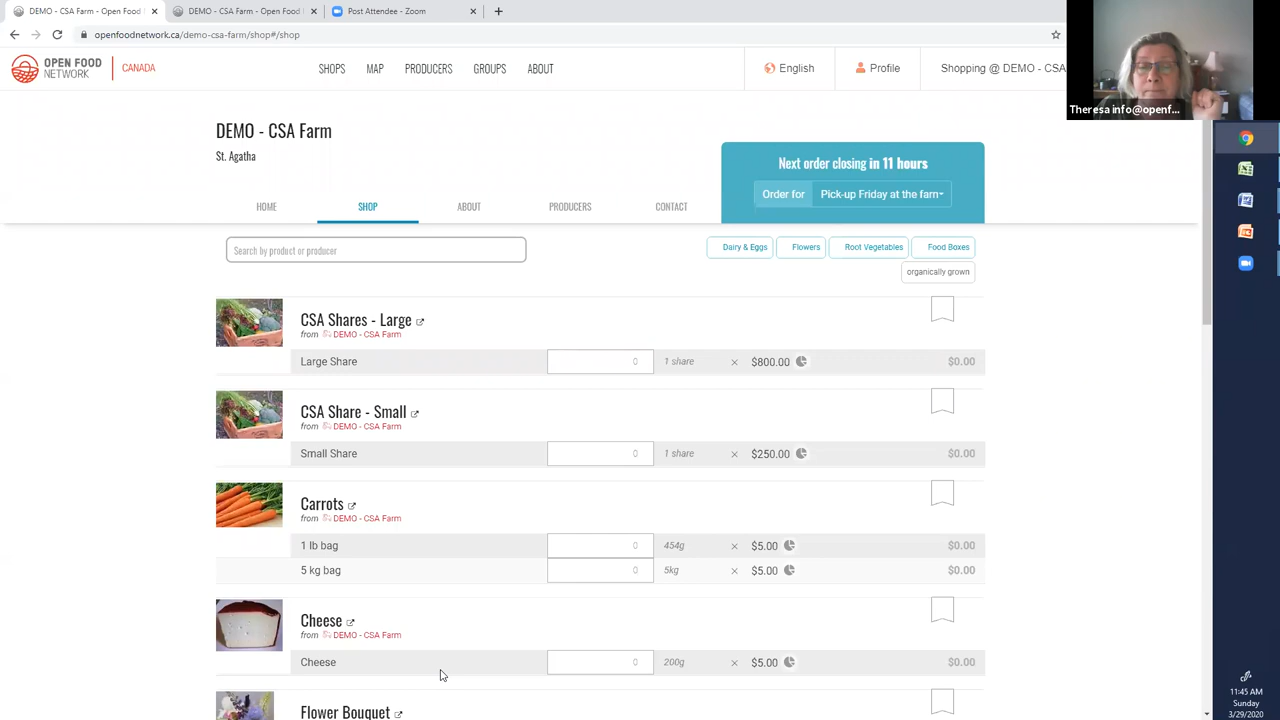 DEMO - CSA Farm - Open Food N
DEMO - CSA Farm - Open Food
Post Attendee - Zoom
openfoodnetwork.ca/demo-csa-farm/shop#/shop
OPEN FOOD NETWORK CANADA
SHOPS MAP PRODUCERS GROUPS ABOUT
English Profile Shopping @ DEMO - CSA
Theresa info@openf...
DEMO - CSA Farm
St. Agatha
Next order closing in 11 hours
Order for Pick-up Friday at the farm
HOME SHOP ABOUT PRODUCERS CONTACT
Search by product or producer
Dairy & Eggs Flowers Root Vegetables Food Boxes
organically grown
CSA Shares - Large
from DEMO - CSA Farm
Large Share 0 1 share × $800.00 $0.00
CSA Share - Small
from DEMO - CSA Farm
Small Share 0 1 share × $250.00 $0.00
Carrots
from DEMO - CSA Farm
1 lb bag 0 454g × $5.00 $0.00
5 kg bag 0 5kg × $5.00 $0.00
Cheese
from DEMO - CSA Farm
Cheese 0 200g × $5.00 $0.00
Flower Bouquet
11:45 AM
Sunday
3/29/2020